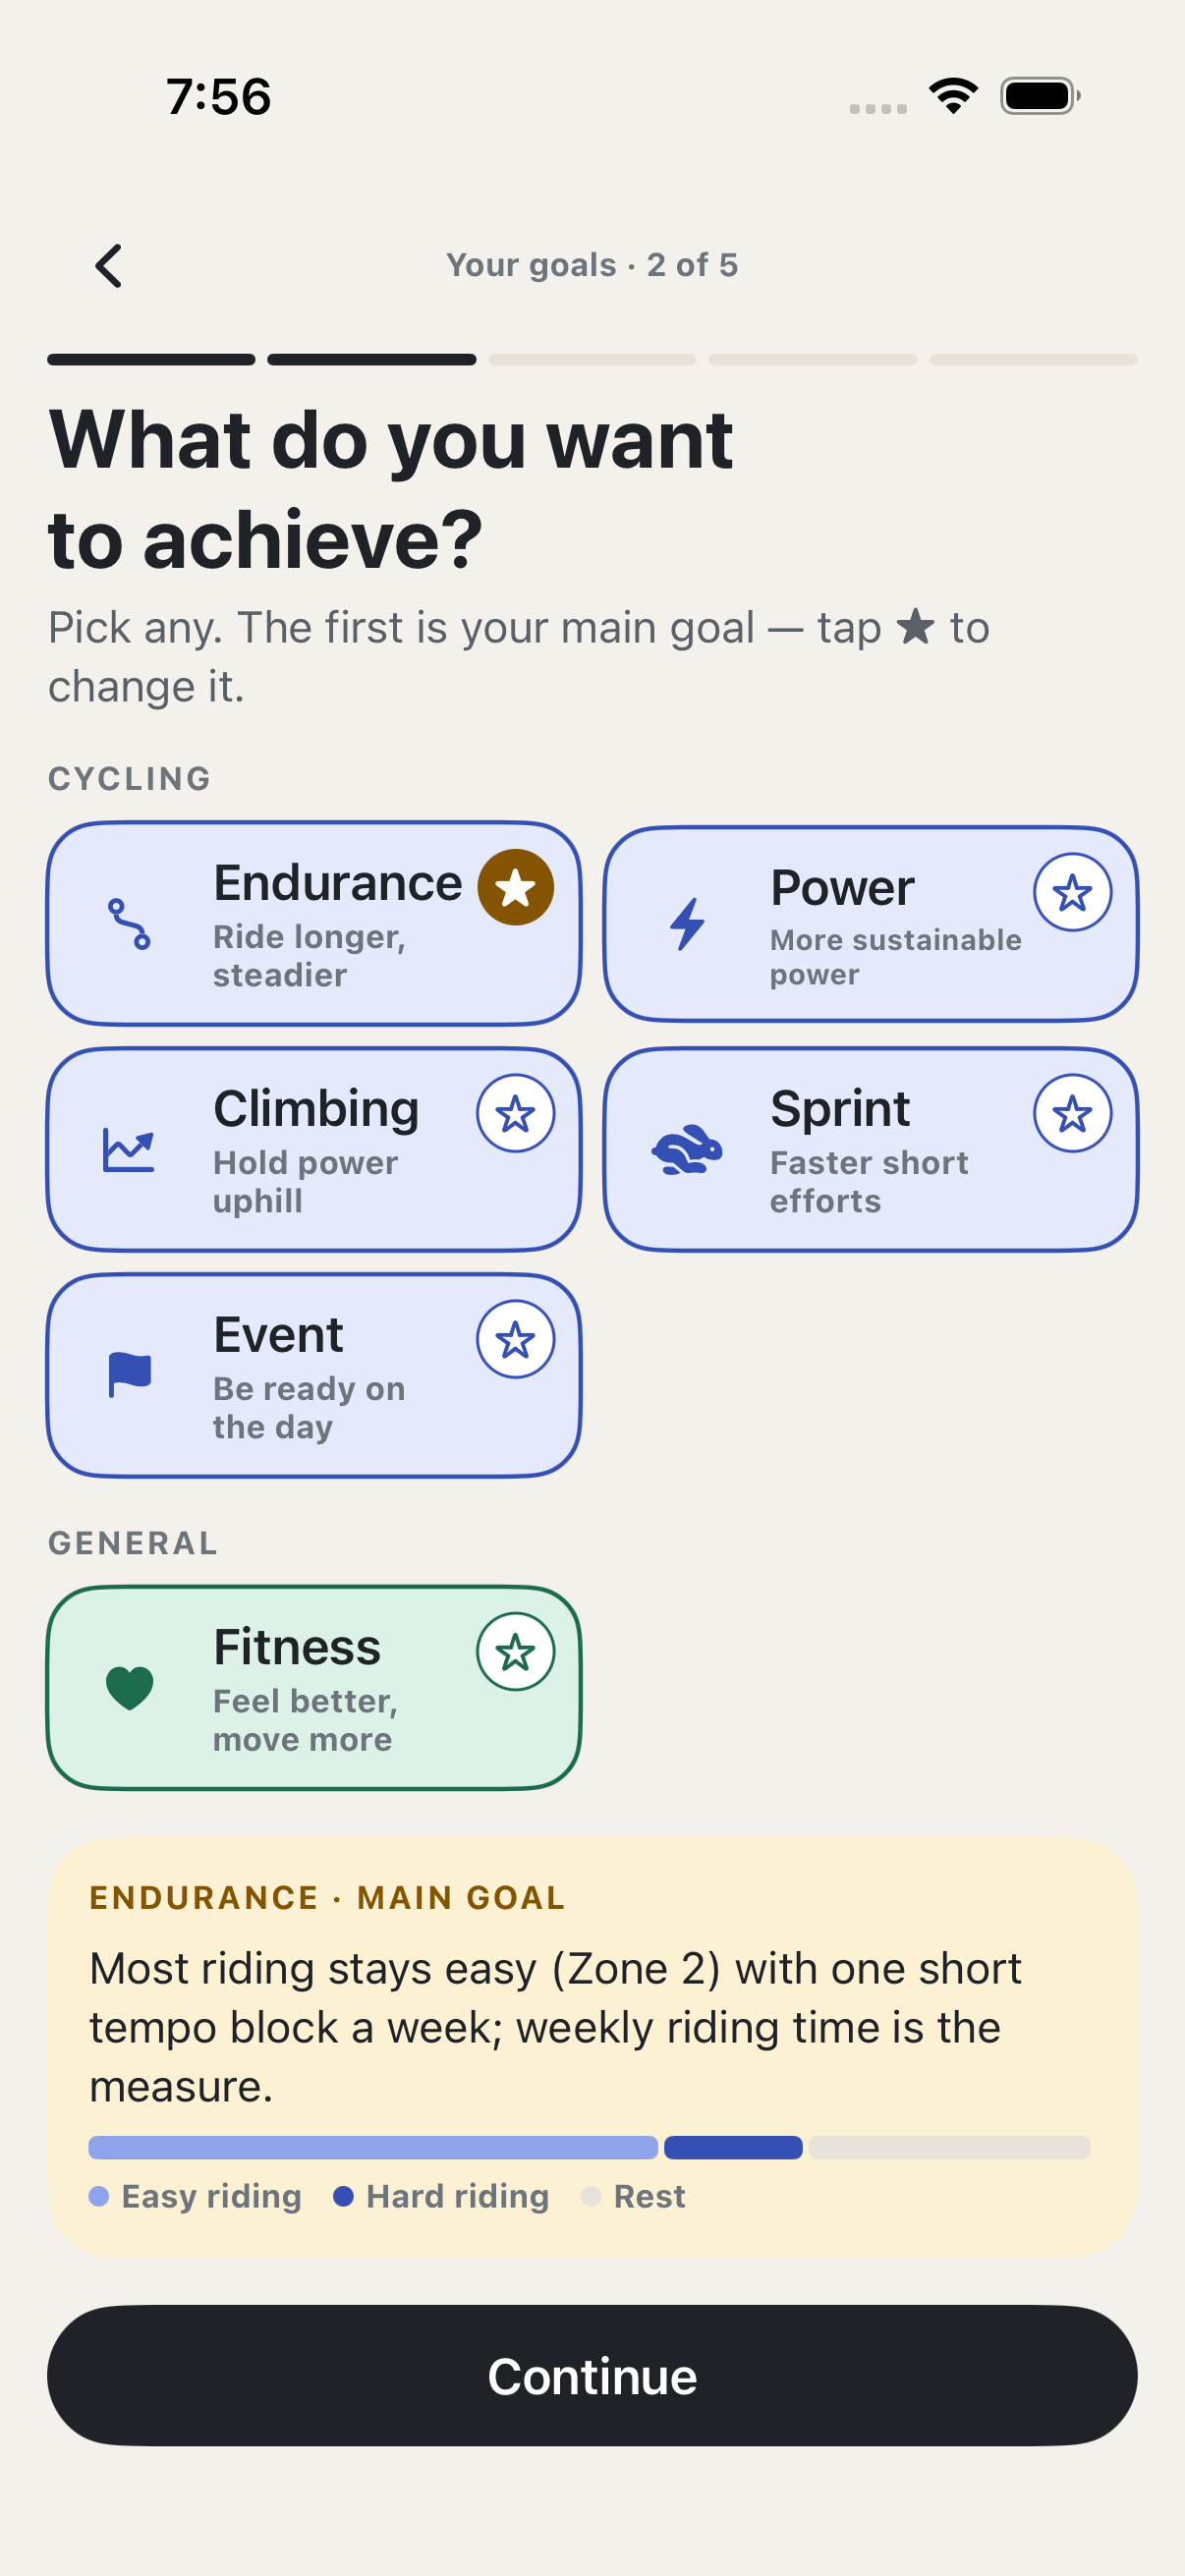 7:56
Your goals · 2 of 5
What do you want
to achieve?
Pick any. The first is your main goal — tap ★ to
change it.
CYCLING
Endurance
Ride longer,
steadier
Power
More sustainable
power
Climbing
Hold power
uphill
Sprint
Faster short
efforts
Event
Be ready on
the day
GENERAL
Fitness
Feel better,
move more
ENDURANCE · MAIN GOAL
Most riding stays easy (Zone 2) with one short
tempo block a week; weekly riding time is the
measure.
Easy riding Hard riding Rest
Continue